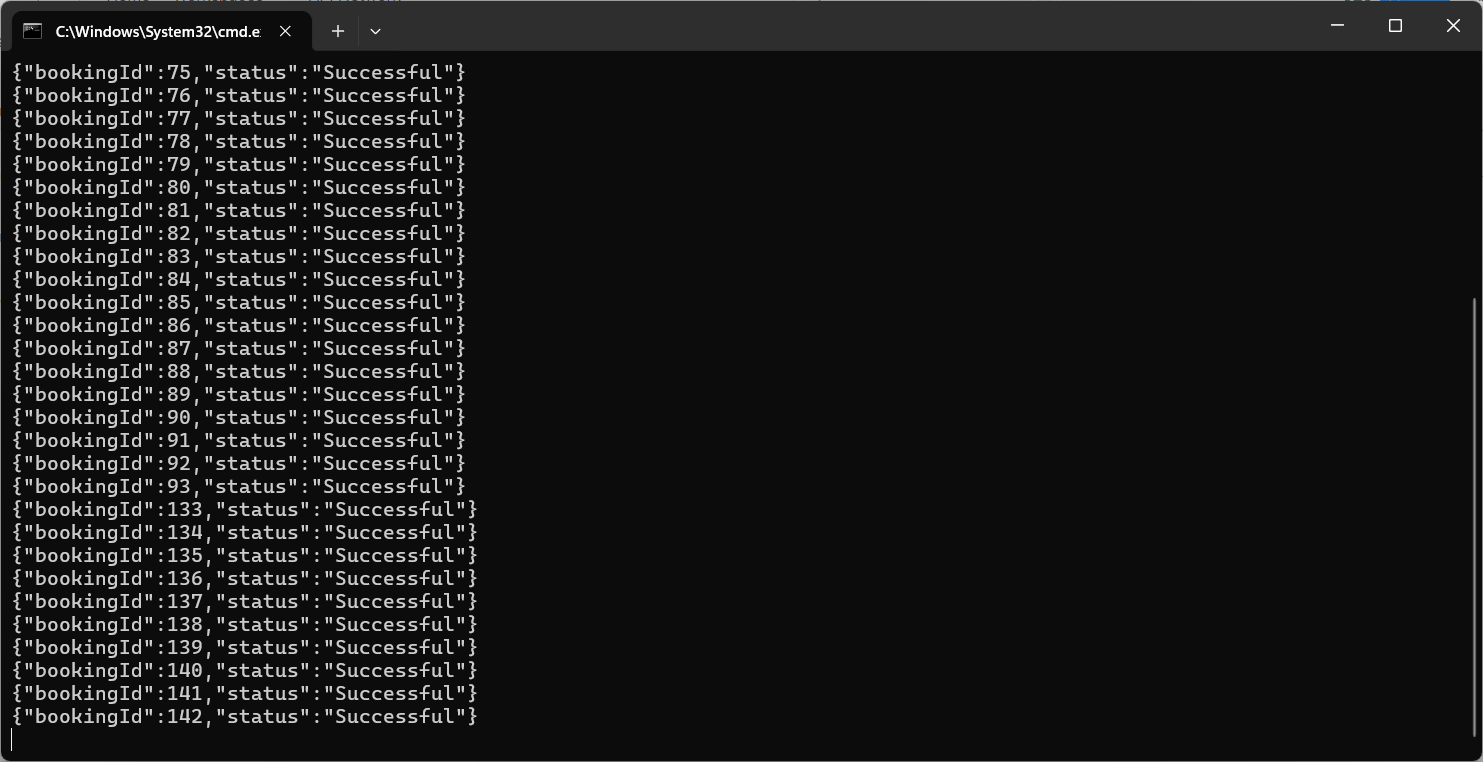 C:\Windows\System32\cmd.e
{"bookingId":75,"status":"Successful"}
{"bookingId":76,"status":"Successful"}
{"bookingId":77,"status":"Successful"}
{"bookingId":78,"status":"Successful"}
{"bookingId":79,"status":"Successful"}
{"bookingId":80,"status":"Successful"}
{"bookingId":81,"status":"Successful"}
{"bookingId":82,"status":"Successful"}
{"bookingId":83,"status":"Successful"}
{"bookingId":84,"status":"Successful"}
{"bookingId":85,"status":"Successful"}
{"bookingId":86,"status":"Successful"}
{"bookingId":87,"status":"Successful"}
{"bookingId":88,"status":"Successful"}
{"bookingId":89,"status":"Successful"}
{"bookingId":90,"status":"Successful"}
{"bookingId":91,"status":"Successful"}
{"bookingId":92,"status":"Successful"}
{"bookingId":93,"status":"Successful"}
{"bookingId":133,"status":"Successful"}
{"bookingId":134,"status":"Successful"}
{"bookingId":135,"status":"Successful"}
{"bookingId":136,"status":"Successful"}
{"bookingId":137,"status":"Successful"}
{"bookingId":138,"status":"Successful"}
{"bookingId":139,"status":"Successful"}
{"bookingId":140,"status":"Successful"}
{"bookingId":141,"status":"Successful"}
{"bookingId":142,"status":"Successful"}